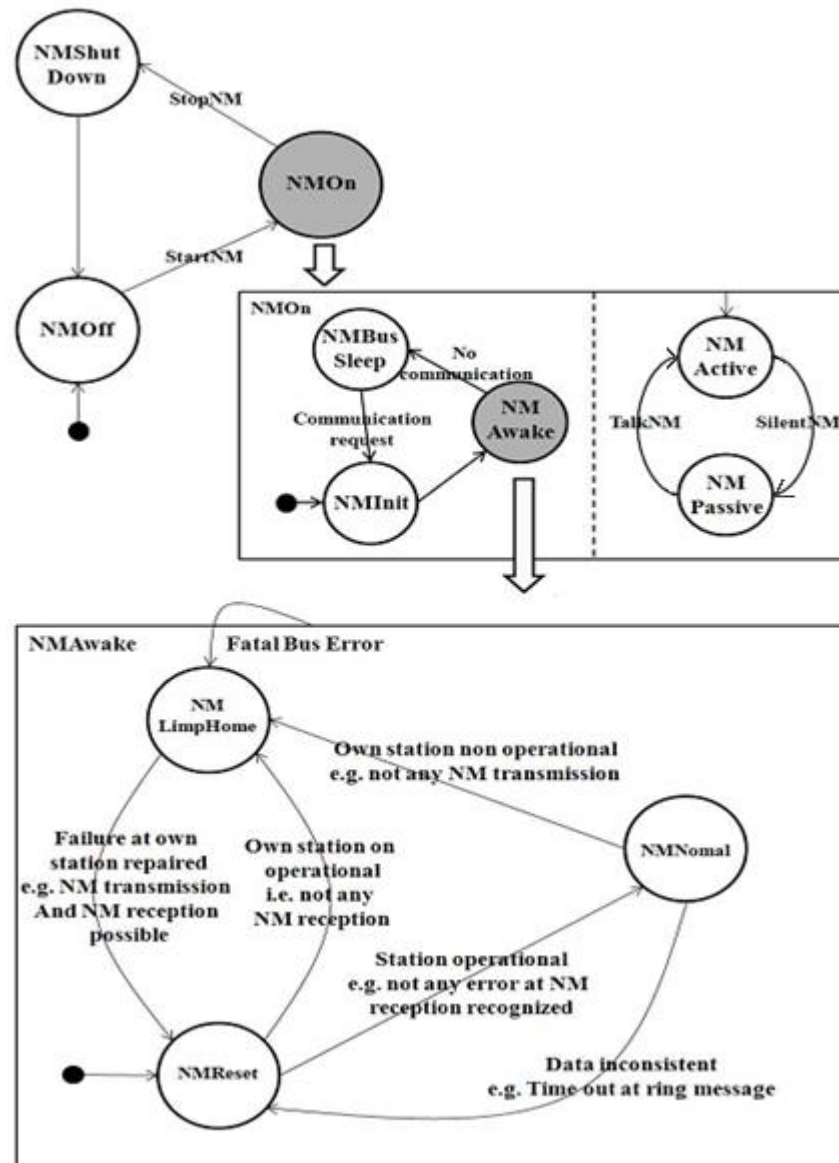 NMShut
Down
StopNM
NMOn
StartNM
NMOff
NMOn
NMBus
Sleep
No
communication
NM
Awake
Communication
request
NMInit
NM
Active
TalkNM
SilentNM
NM
Passive
NMAwake
Fatal Bus Error
NM
LimpHome
Own station non operational
e.g. not any NM transmission
NMNomal
Failure at own
station repaired
e.g. NM transmission
And NM reception
possible
Own station on
operational
i.e. not any
NM reception
Station operational
e.g. not any error at NM
reception recognized
NMReset
Data inconsistent
e.g. Time out at ring message